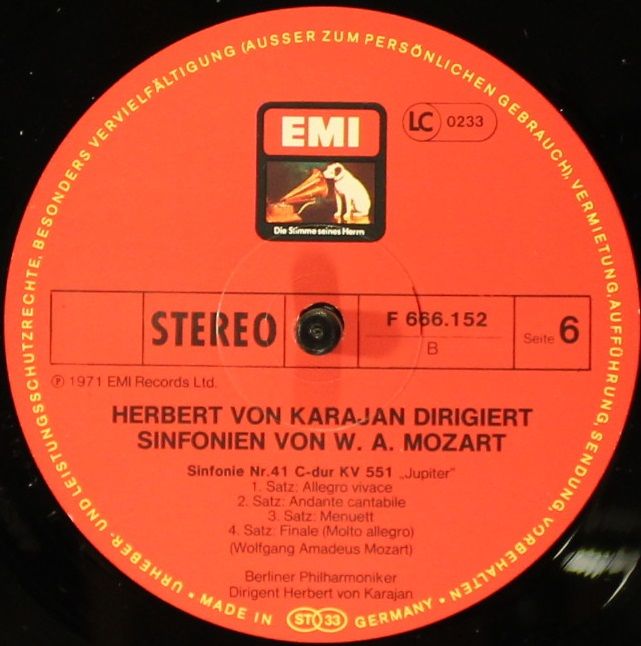 URHEBER- UND LEISTUNGSSCHUTZRECHTE, BESONDERS VERVIELFÄLTIGUNG (AUSSER ZUM PERSÖNLICHEN GEBRAUCH), VERMIETUNG, AUFFÜHRUNG, SENDUNG, VORBEHALTEN
EMI
LC 0233
Die Stimme seines Herrn
STEREO
F 666.152
B
Seite 6
℗ 1971 EMI Records Ltd.
HERBERT VON KARAJAN DIRIGIERT
SINFONIEN VON W. A. MOZART
Sinfonie Nr.41 C-dur KV 551 „Jupiter“
1. Satz: Allegro vivace
2. Satz: Andante cantabile
3. Satz: Menuett
4. Satz: Finale (Molto allegro)
(Wolfgang Amadeus Mozart)
Berliner Philharmoniker
Dirigent Herbert von Karajan
• MADE IN ST 33 GERMANY •